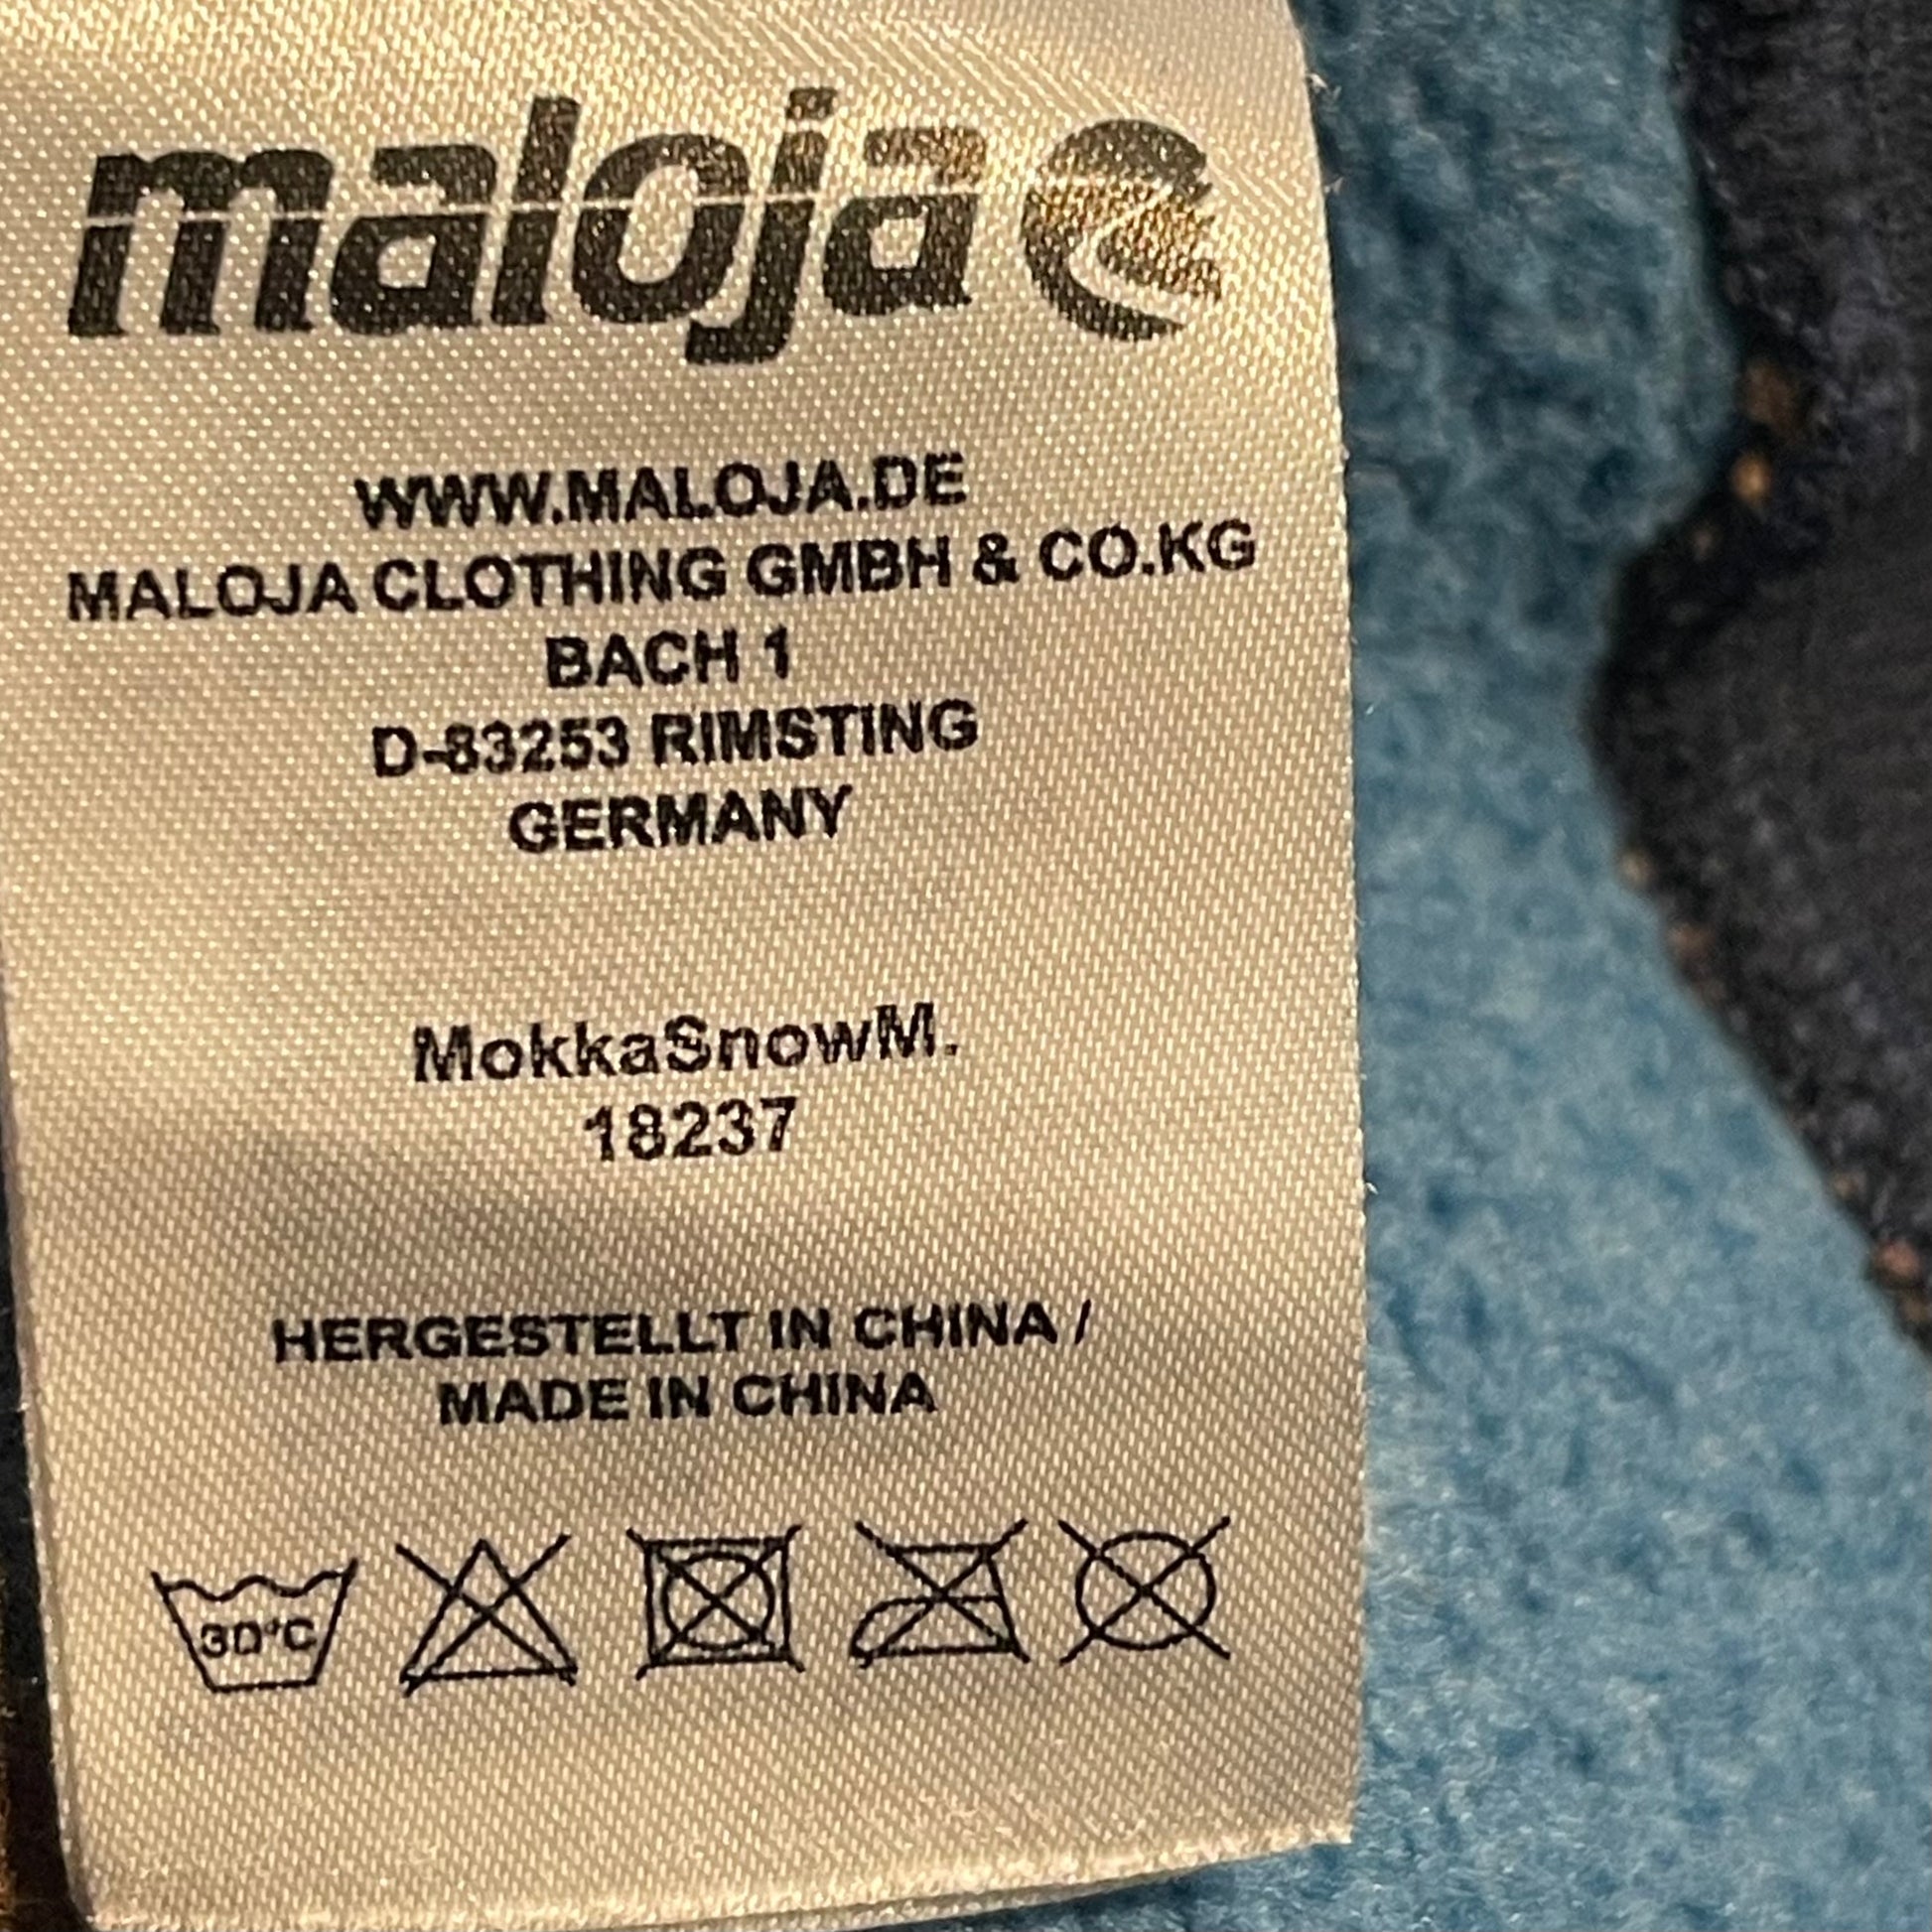 maloja
WWW.MALOJA.DE
MALOJA CLOTHING GMBH & CO.KG
BACH 1
D-83253 RIMSTING
GERMANY
MokkaSnowM.
18237
HERGESTELLT IN CHINA /
MADE IN CHINA
30°C